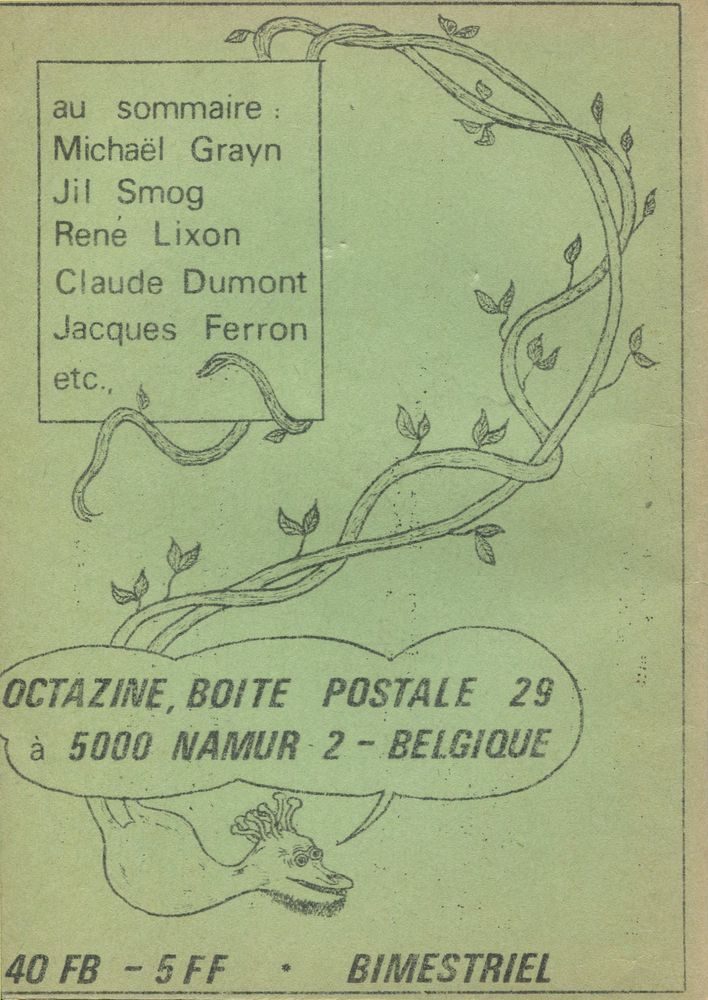 au sommaire :
Michaël Grayn
Jil Smog
René Lixon
Claude Dumont
Jacques Ferron
etc.,
OCTAZINE, BOITE POSTALE 29
à 5000 NAMUR 2 - BELGIQUE
40 FB - 5 FF • BIMESTRIEL